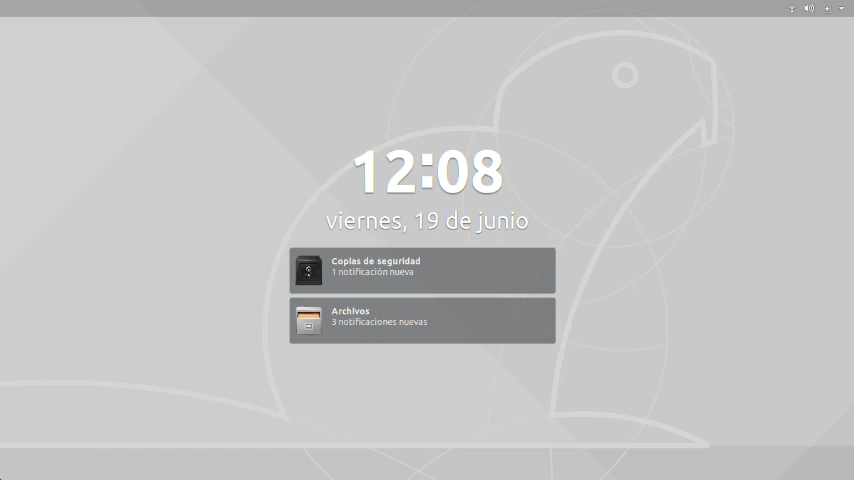 12:08
viernes, 19 de junio
Copias de seguridad
1 notificación nueva
Archivos
3 notificaciones nuevas